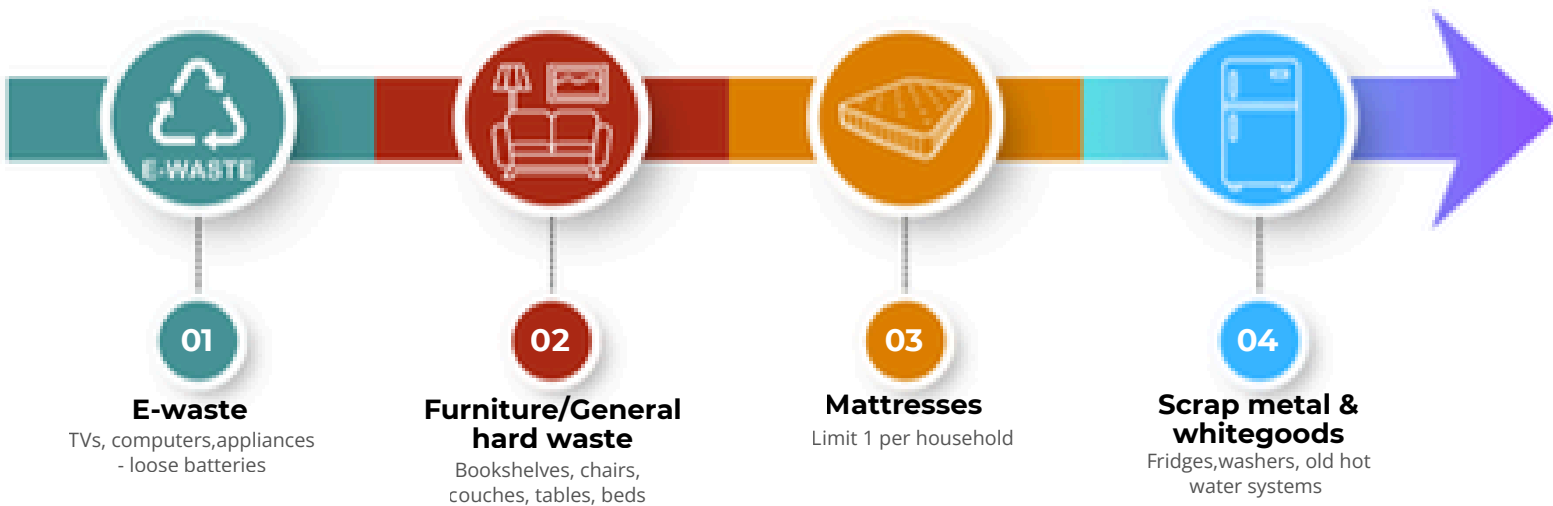 E-WASTE
01
E-waste
TVs, computers,appliances
- loose batteries
02
Furniture/General
hard waste
Bookshelves, chairs,
couches, tables, beds
03
Mattresses
Limit 1 per household
04
Scrap metal &
whitegoods
Fridges,washers, old hot
water systems